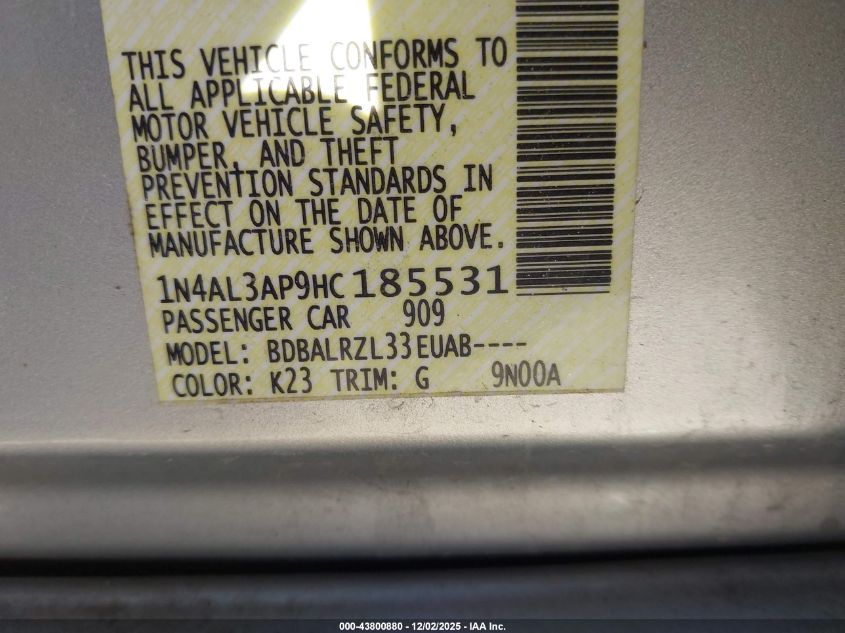 THIS VEHICLE CONFORMS TO
ALL APPLICABLE FEDERAL
MOTOR VEHICLE SAFETY,
BUMPER, AND THEFT
PREVENTION STANDARDS IN
EFFECT ON THE DATE OF
MANUFACTURE SHOWN ABOVE.
1N4AL3AP9HC185531
PASSENGER CAR 909
MODEL: BDBALRZL33EUAB----
COLOR: K23 TRIM: G 9N00A
000-43800880 - 12/02/2025 - IAA Inc.